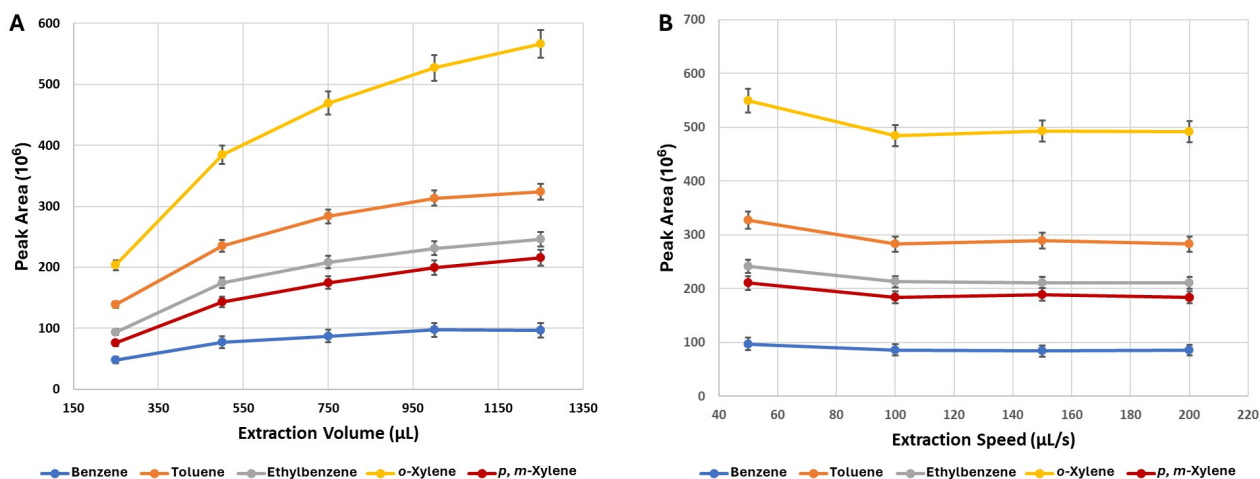 A
Peak Area (10⁶)
600
500
400
300
200
100
0
150 350 550 750 950 1150 1350
Extraction Volume (µL)
Benzene Toluene Ethylbenzene o-Xylene p, m-Xylene
B
Peak Area (10⁶)
700
600
500
400
300
200
100
0
40 60 80 100 120 140 160 180 200 220
Extraction Speed (µL/s)
Benzene Toluene Ethylbenzene o-Xylene p, m-Xylene